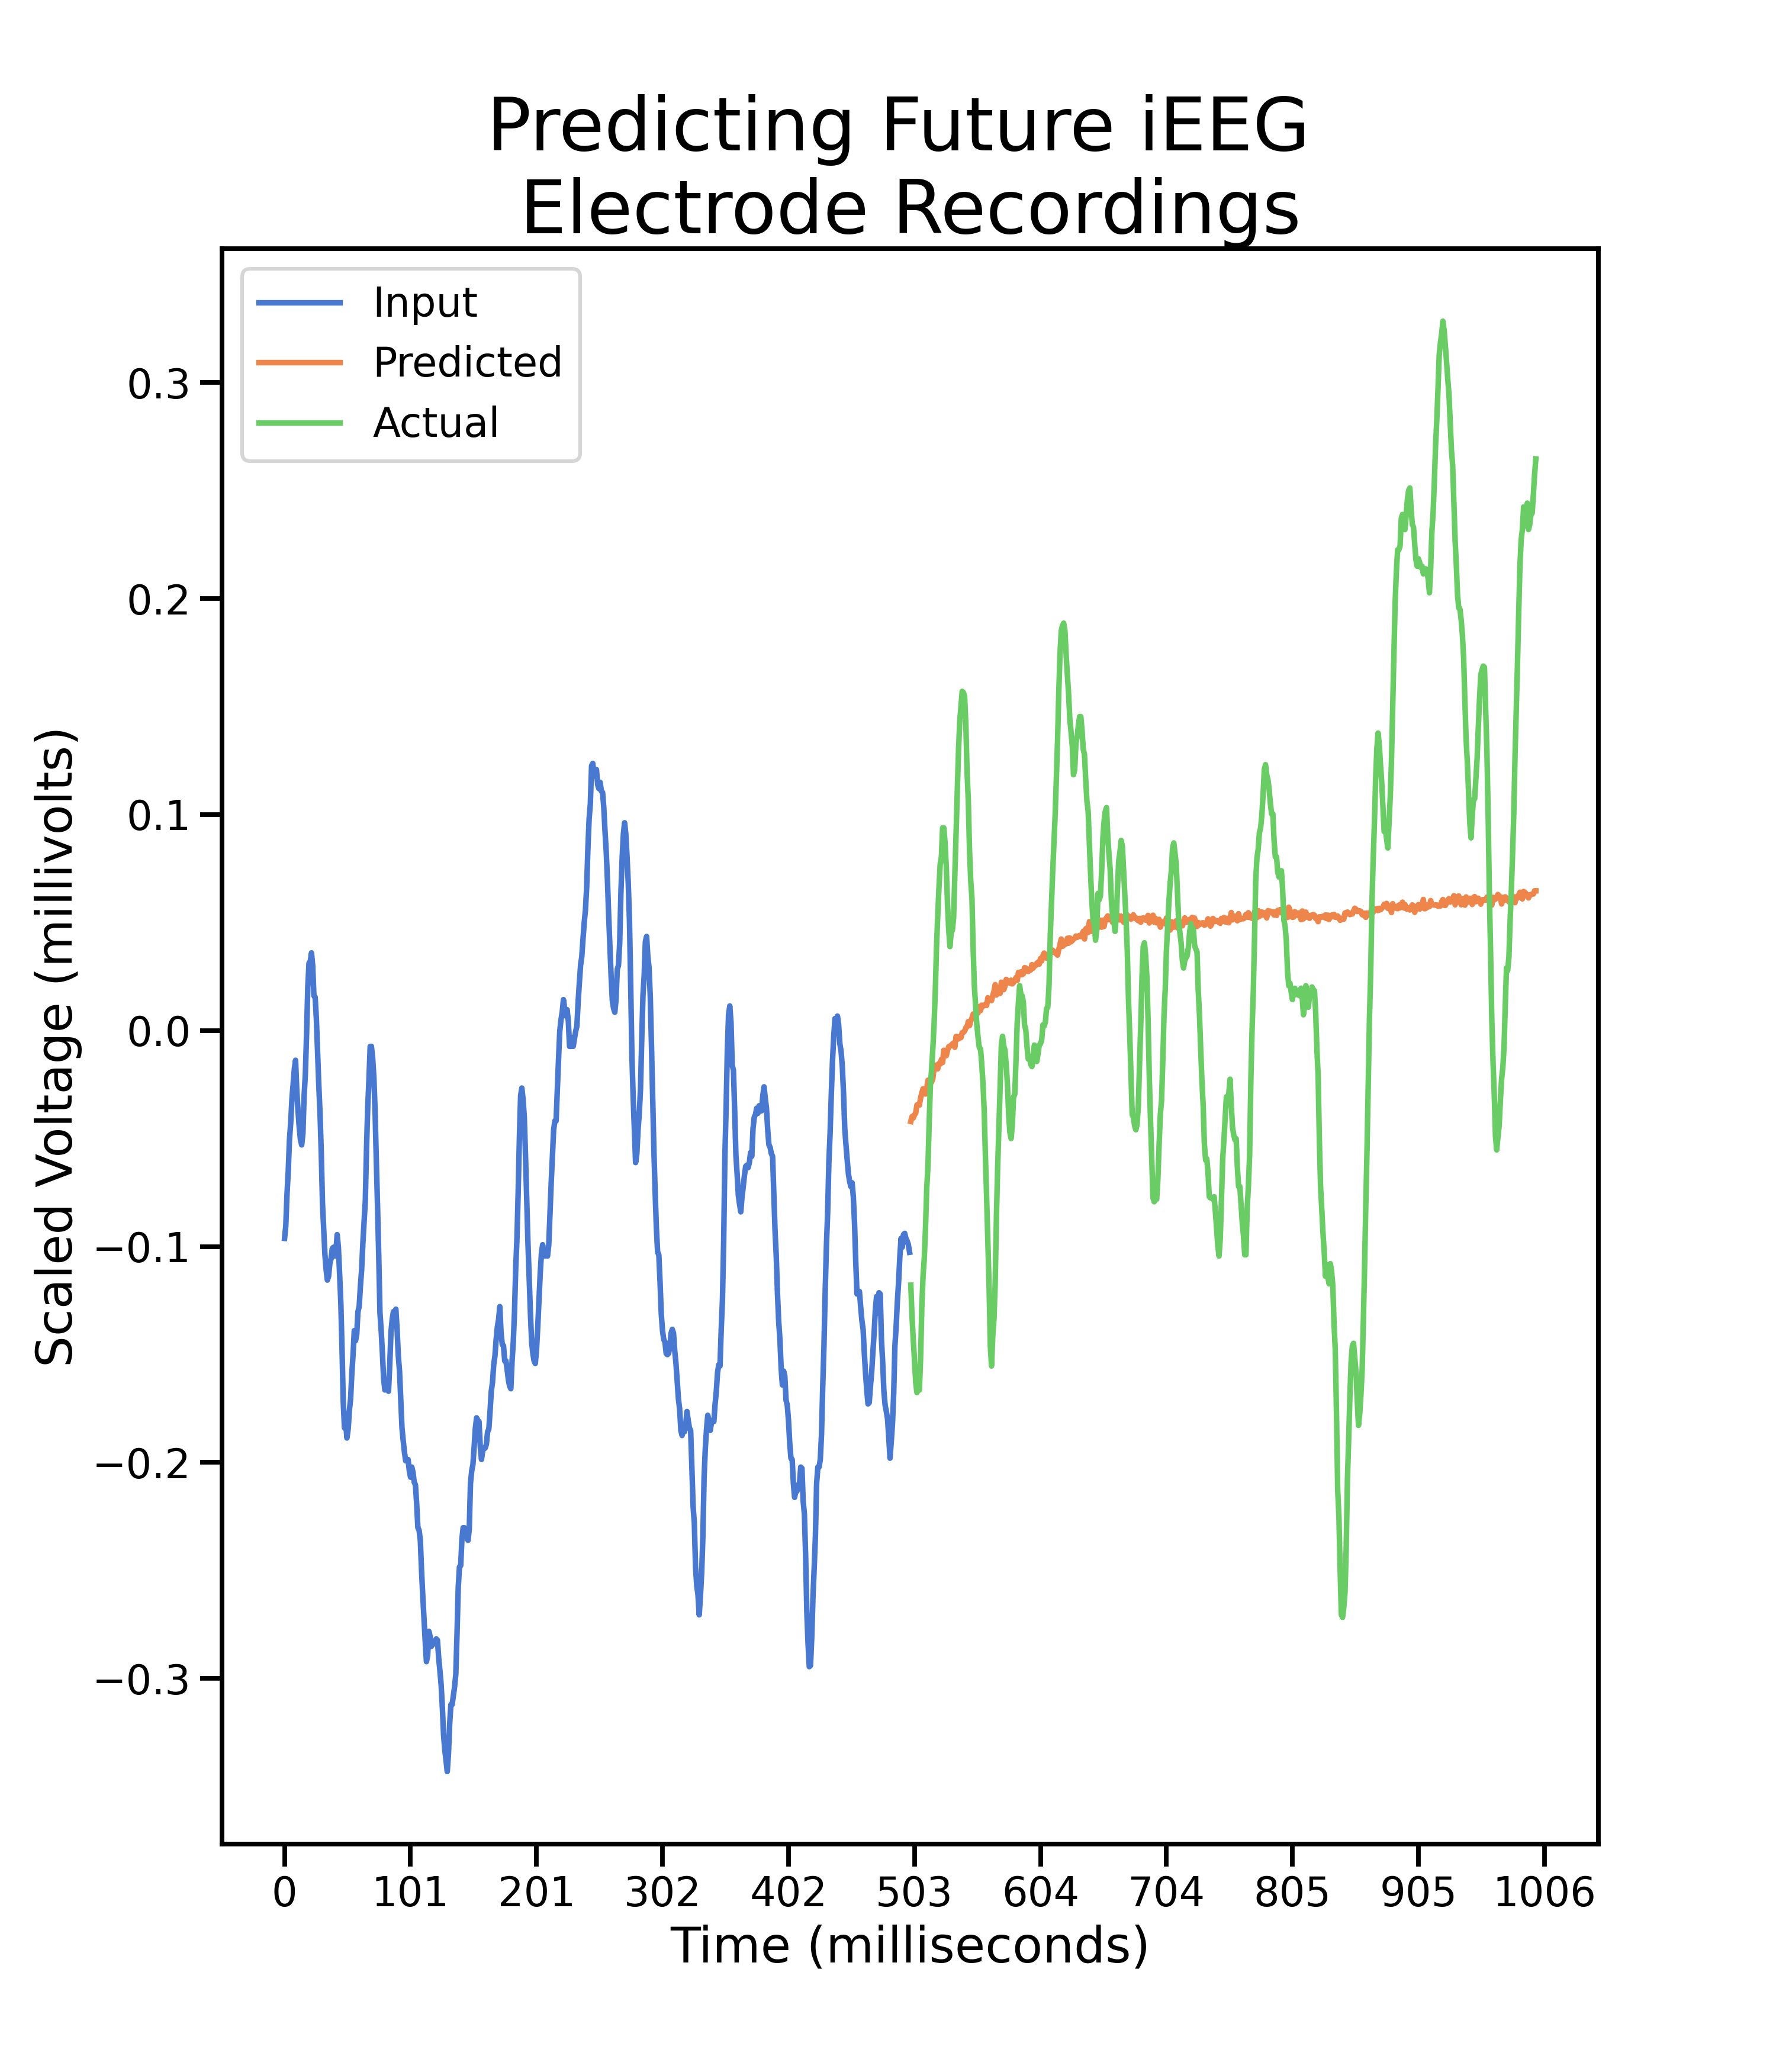 Predicting Future iEEG
Electrode Recordings
Input
Predicted
Actual
Scaled Voltage (millivolts)
0.3
0.2
0.1
0.0
−0.1
−0.2
−0.3
0 101 201 302 402 503 604 704 805 905 1006
Time (milliseconds)